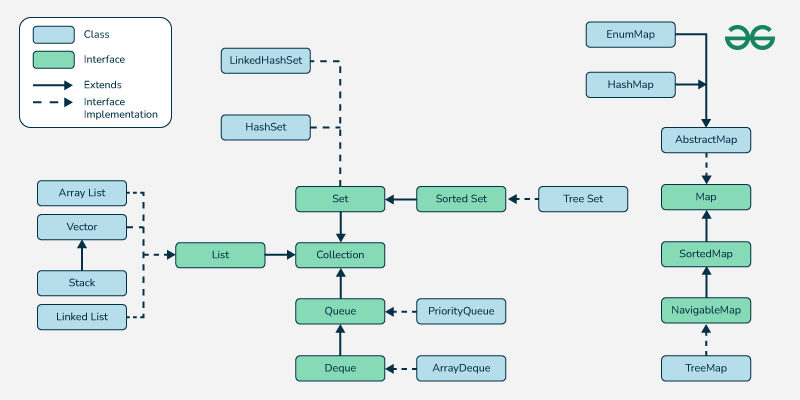 Class
Interface
Extends
Interface
Implementation
LinkedHashSet
HashSet
EnumMap
HashMap
AbstractMap
Array List
Vector
Stack
Linked List
List
Set
Sorted Set
Tree Set
Collection
Queue
PriorityQueue
Deque
ArrayDeque
Map
SortedMap
NavigableMap
TreeMap